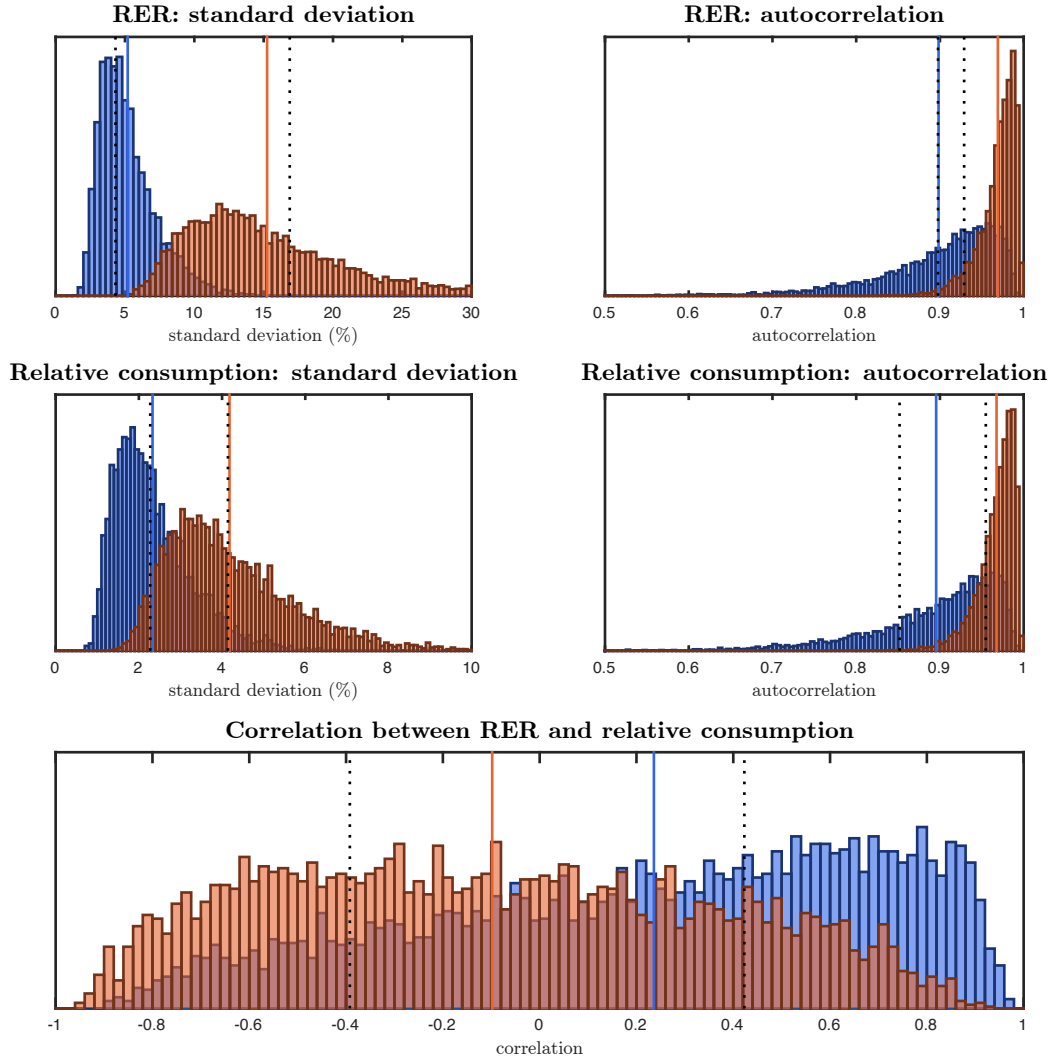 RER: standard deviation
RER: autocorrelation
0 5 10 15 20 25 30
0.5 0.6 0.7 0.8 0.9 1
standard deviation (%)
autocorrelation
Relative consumption: standard deviation
Relative consumption: autocorrelation
0 2 4 6 8 10
0.5 0.6 0.7 0.8 0.9 1
standard deviation (%)
autocorrelation
Correlation between RER and relative consumption
-1 -0.8 -0.6 -0.4 -0.2 0 0.2 0.4 0.6 0.8 1
correlation